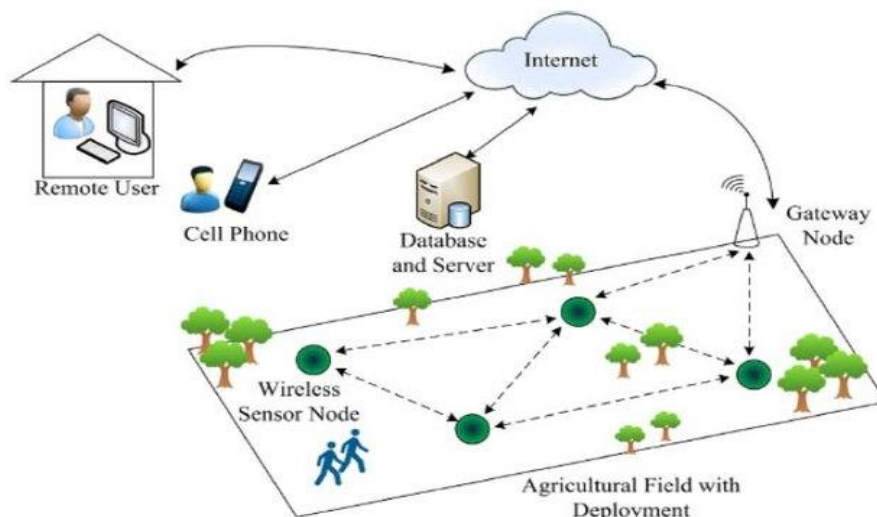 Internet
Remote User
Cell Phone
Database
and Server
Gateway
Node
Wireless
Sensor Node
Agricultural Field with
Deployment